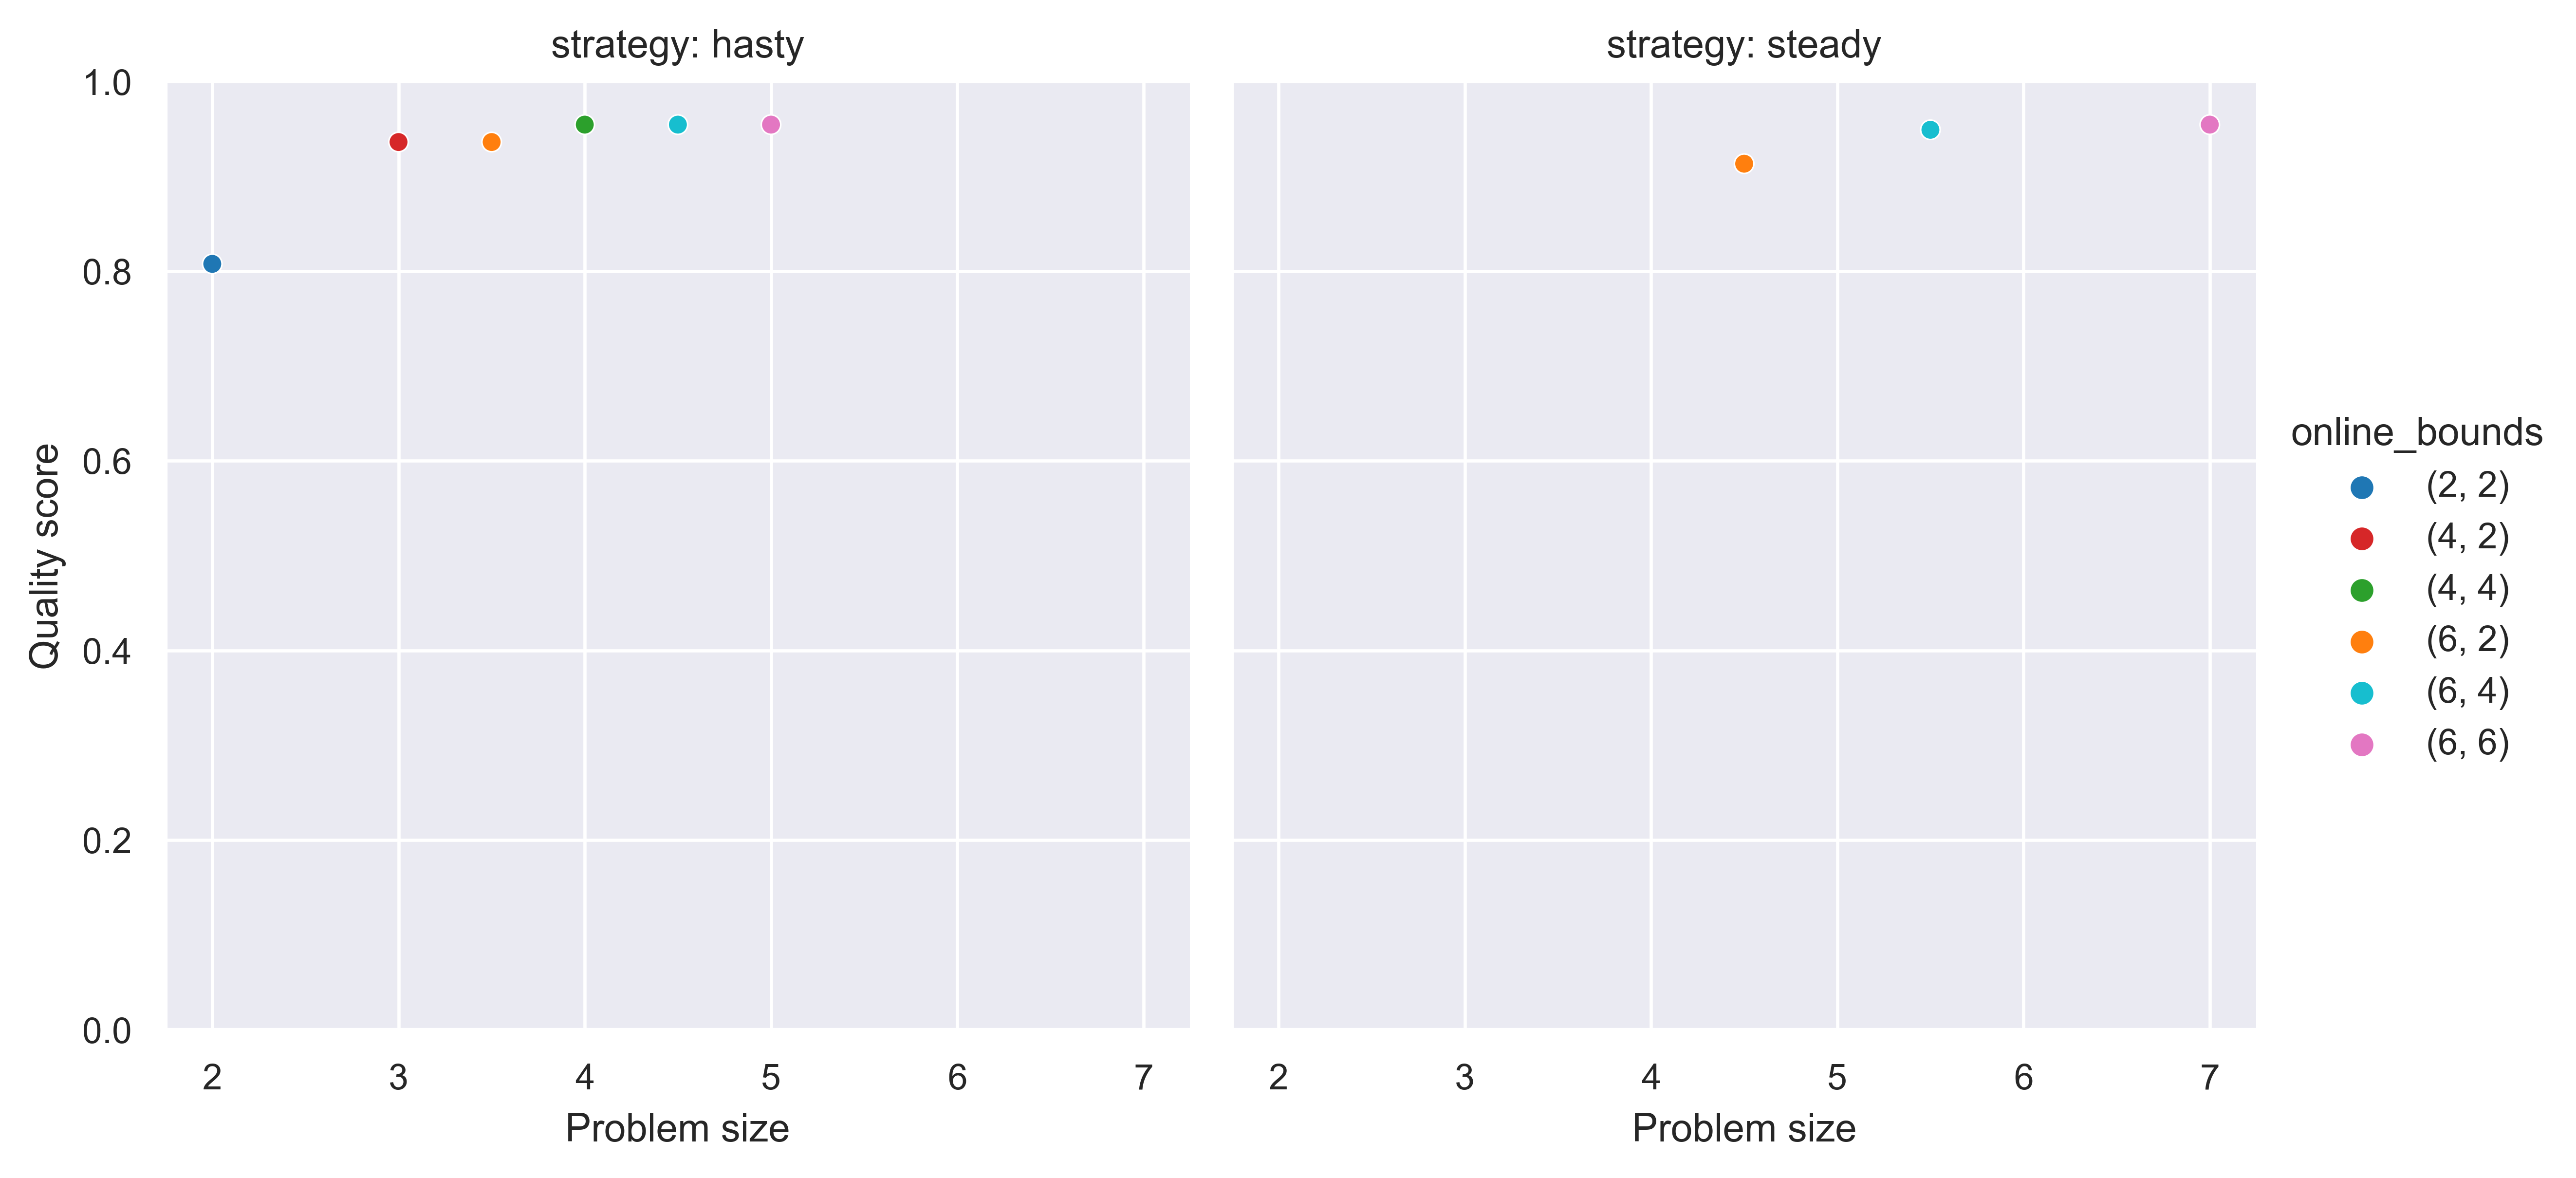 strategy: hasty
strategy: steady
1.0
0.8
0.6
0.4
0.2
0.0
Quality score
2 3 4 5 6 7
2 3 4 5 6 7
Problem size
Problem size
online_bounds
(2, 2)
(4, 2)
(4, 4)
(6, 2)
(6, 4)
(6, 6)